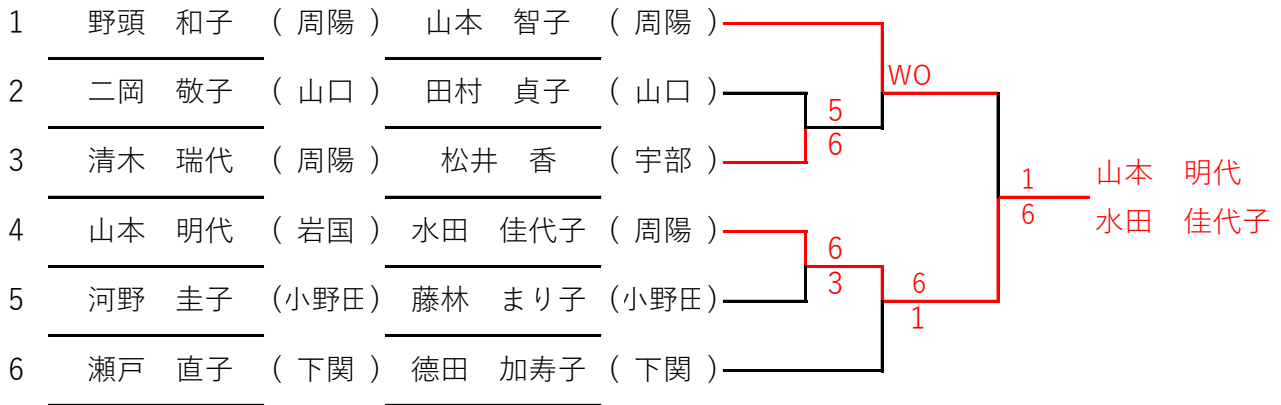 1 野頭 和子 ( 周陽 ) 山本 智子 ( 周陽 )
WO
2 二岡 敬子 ( 山口 ) 田村 貞子 ( 山口 )
5
6
3 清木 瑞代 ( 周陽 ) 松井 香 ( 宇部 )
1
6
山本 明代
水田 佳代子
4 山本 明代 ( 岩国 ) 水田 佳代子 ( 周陽 )
6
3
5 河野 圭子 (小野田) 藤林 まり子 (小野田)
6
1
6 瀬戸 直子 ( 下関 ) 德田 加寿子 ( 下関 )